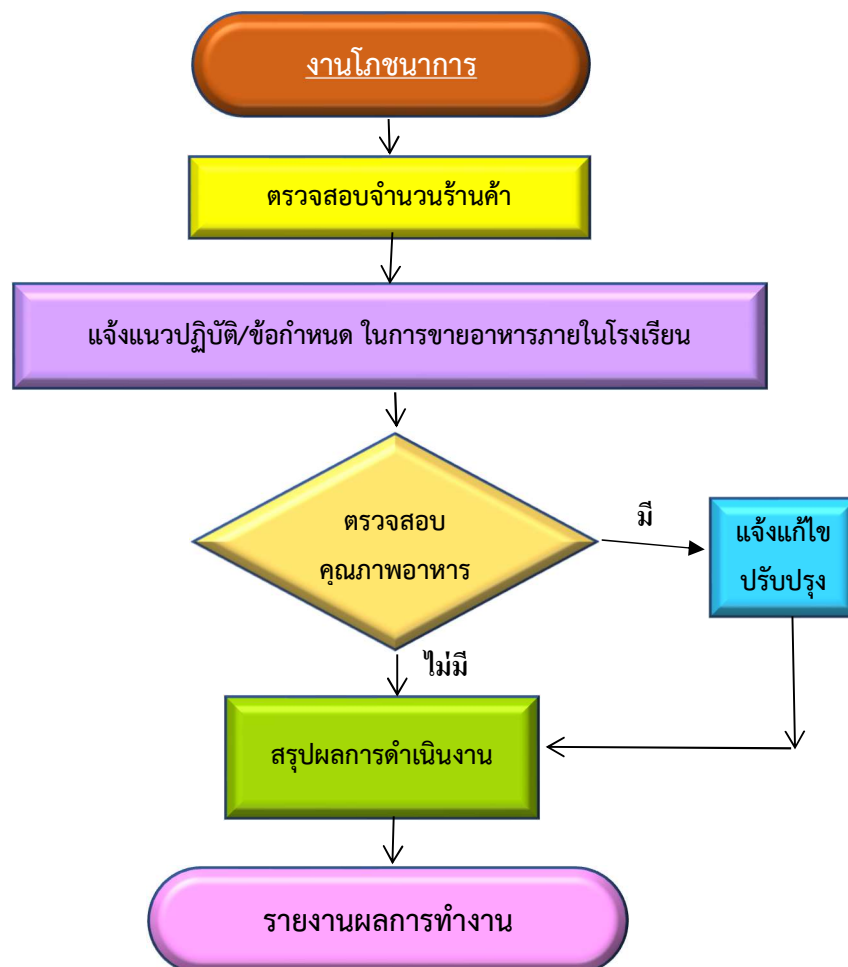 งานโภชนาการ
ตรวจสอบจำนวนร้านค้า
แจ้งแนวปฏิบัติ/ข้อกำหนด ในการขายอาหารภายในโรงเรียน
ตรวจสอบ
คุณภาพอาหาร
มี
แจ้งแก้ไข
ปรับปรุง
ไม่มี
สรุปผลการดำเนินงาน
รายงานผลการทำงาน